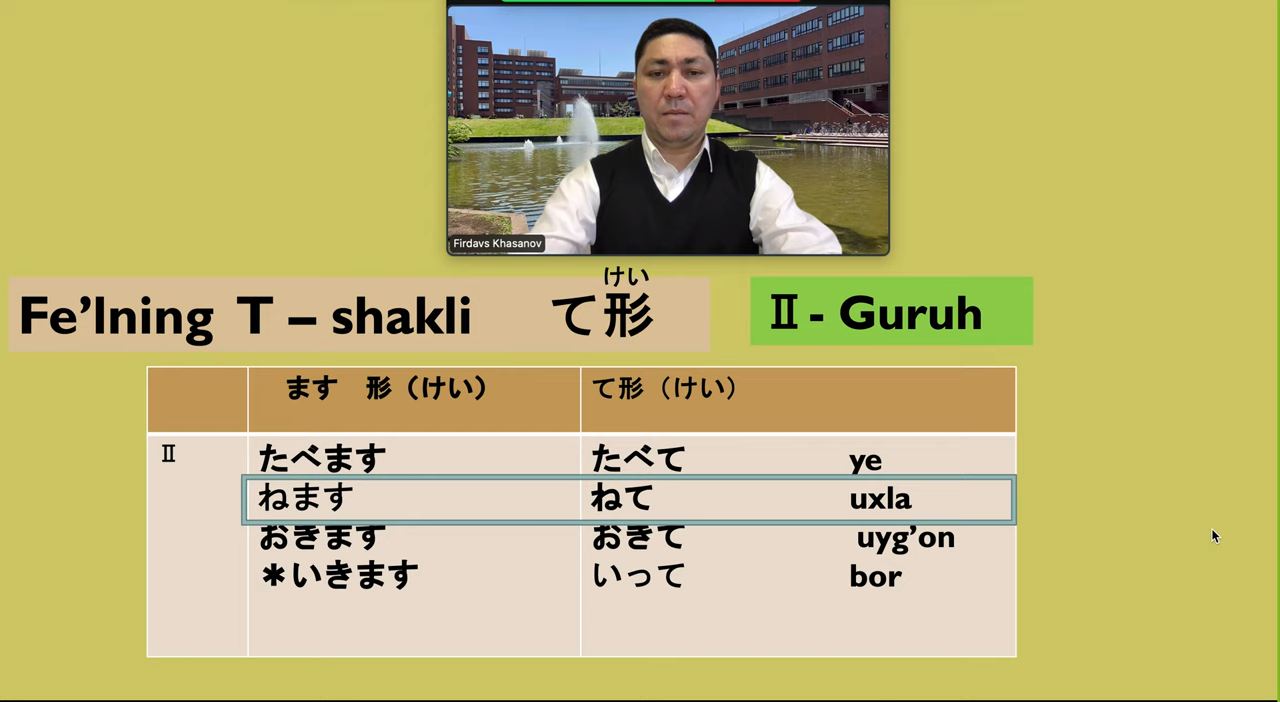 Firdavs Khasanov
けい
Fe’lning T – shakli て形
Ⅱ - Guruh
ます 形（けい） て形（けい）
Ⅱ たべます たべて ye
ねます ねて uxla
おきます おきて uyg’on
＊いきます いって bor